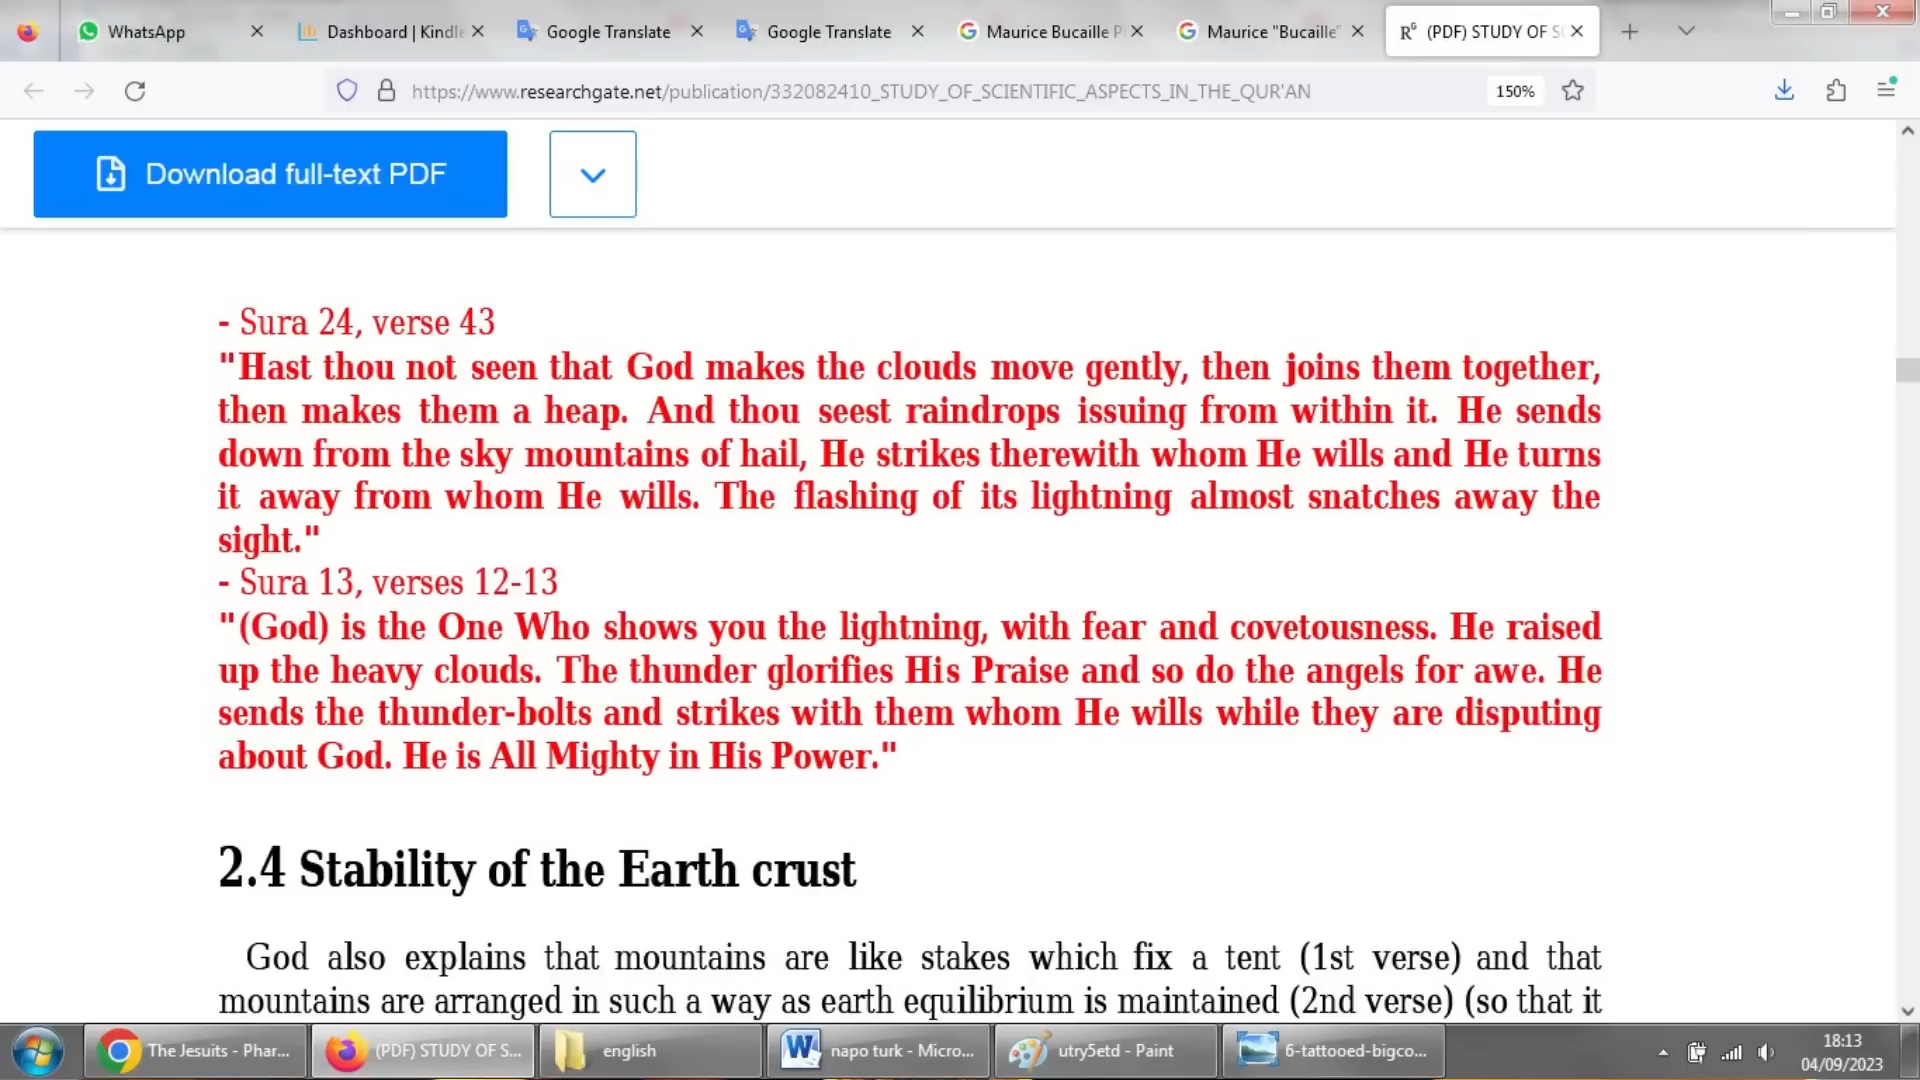 WhatsApp
Dashboard | Kindle
Google Translate
Google Translate
Maurice Bucaille P
Maurice "Bucaille"
(PDF) STUDY OF S
https://www.researchgate.net/publication/332082410_STUDY_OF_SCIENTIFIC_ASPECTS_IN_THE_QUR'AN
150%
Download full-text PDF
- Sura 24, verse 43
"Hast thou not seen that God makes the clouds move gently, then joins them together,
then makes them a heap. And thou seest raindrops issuing from within it. He sends
down from the sky mountains of hail, He strikes therewith whom He wills and He turns
it away from whom He wills. The flashing of its lightning almost snatches away the
sight."
- Sura 13, verses 12-13
"(God) is the One Who shows you the lightning, with fear and covetousness. He raised
up the heavy clouds. The thunder glorifies His Praise and so do the angels for awe. He
sends the thunder-bolts and strikes with them whom He wills while they are disputing
about God. He is All Mighty in His Power."
2.4 Stability of the Earth crust
God also explains that mountains are like stakes which fix a tent (1st verse) and that
mountains are arranged in such a way as earth equilibrium is maintained (2nd verse) (so that it
The Jesuits - Phar...
(PDF) STUDY OF S...
english
napo turk - Micro...
utry5etd - Paint
6-tattooed-bigco...
18:13
04/09/2023